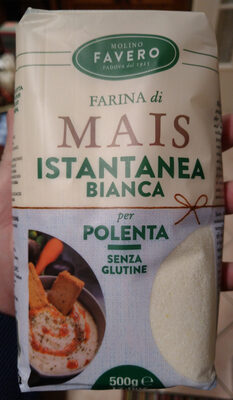 MOLINO
FAVERO
PADOVA dal 1923
FARINA di
MAIS
ISTANTANEA
BIANCA
per
POLENTA
SENZA
GLUTINE
500g e